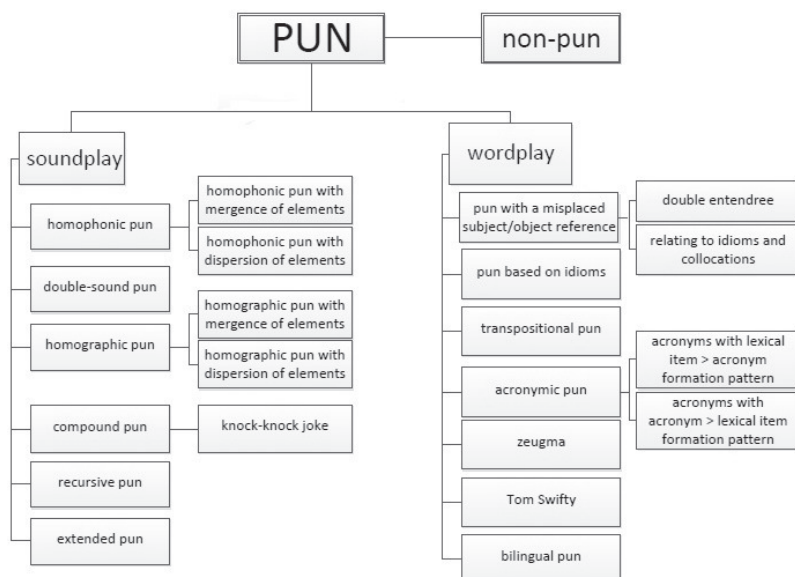 PUN
non-pun
soundplay
homophonic pun
homophonic pun with
mergence of elements
homophonic pun with
dispersion of elements
double-sound pun
homographic pun
homographic pun with
mergence of elements
homographic pun with
dispersion of elements
compound pun
knock-knock joke
recursive pun
extended pun
wordplay
pun with a misplaced
subject/object reference
double entendree
relating to idioms and
collocations
pun based on idioms
transpositional pun
acronymic pun
acronyms with lexical
item > acronym
formation pattern
acronyms with
acronym > lexical item
formation pattern
zeugma
Tom Swifty
bilingual pun